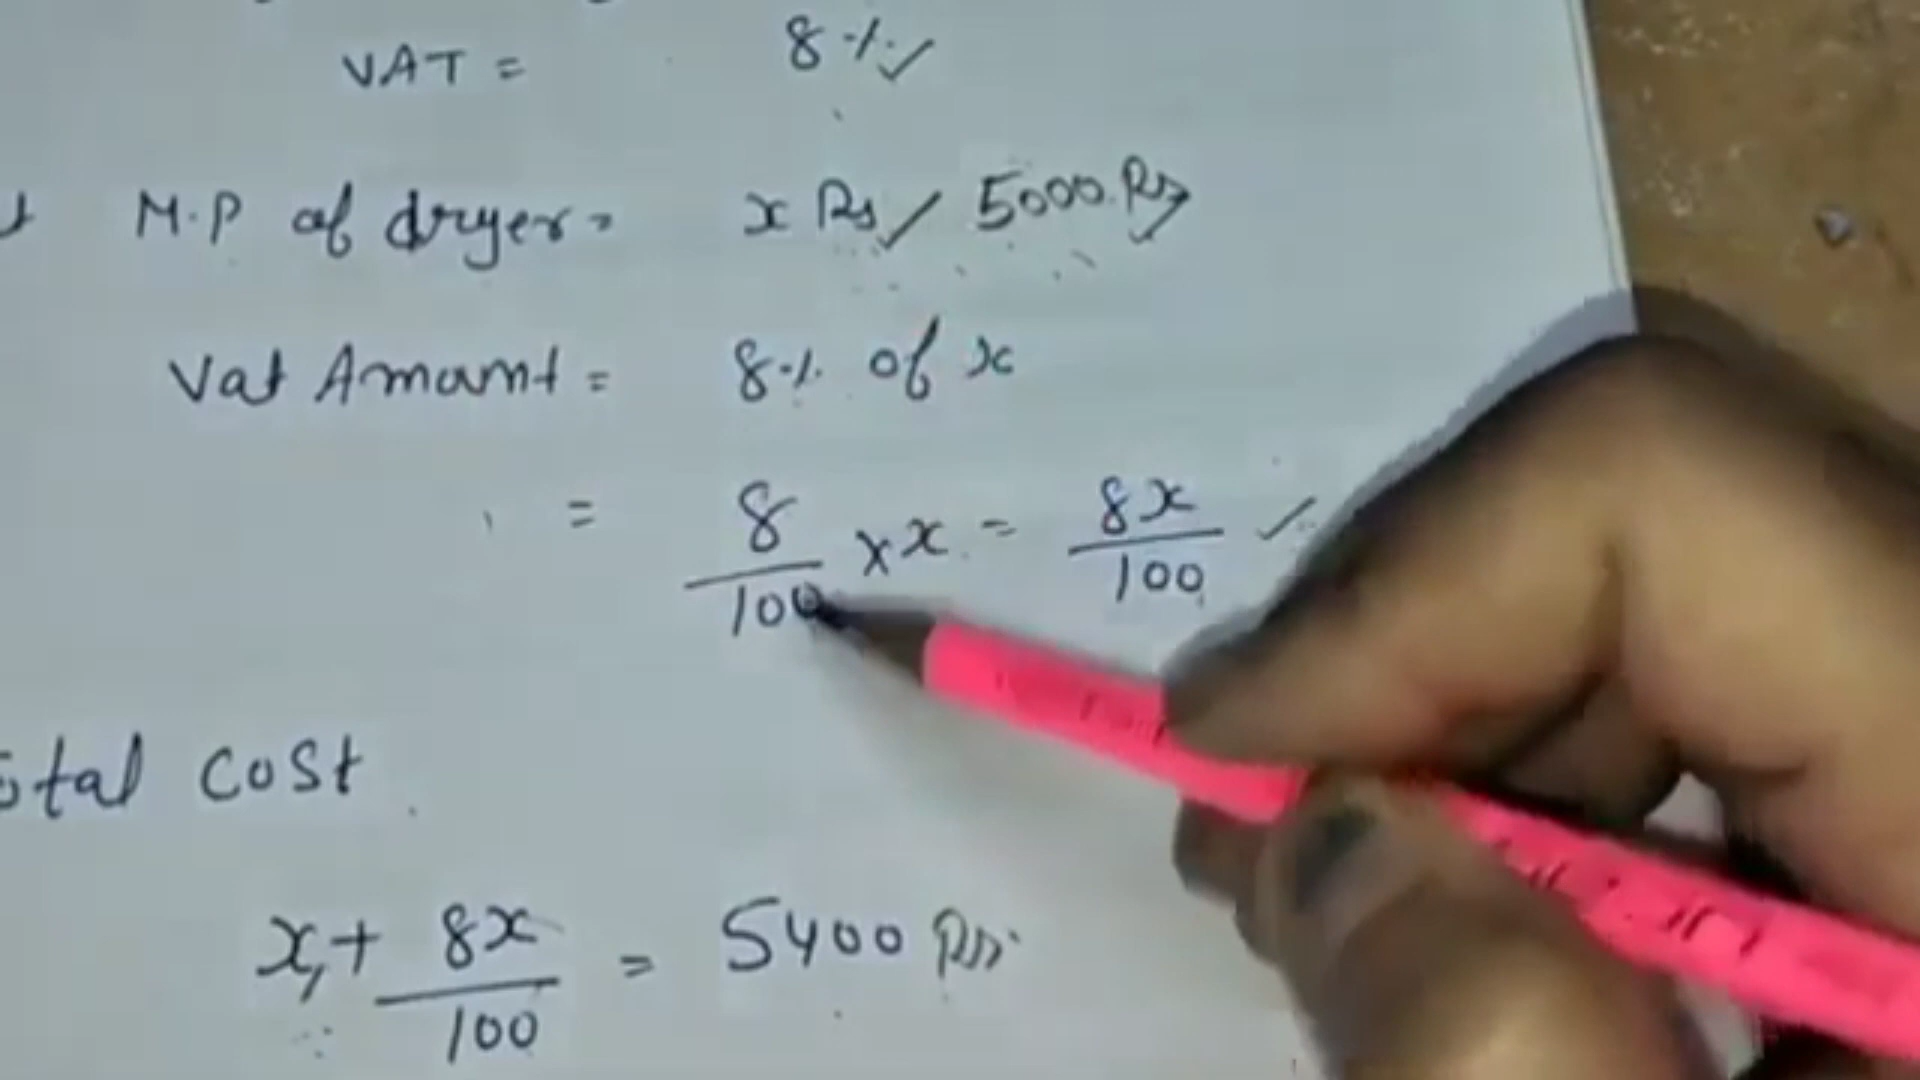 VAT = 8%
M.P of dryer = x Rs / 5000 Rs
Vat Amount = 8% of x
= 8/100 × x = 8x/100
otal cost
x + 8x/100 = 5400 Rs.